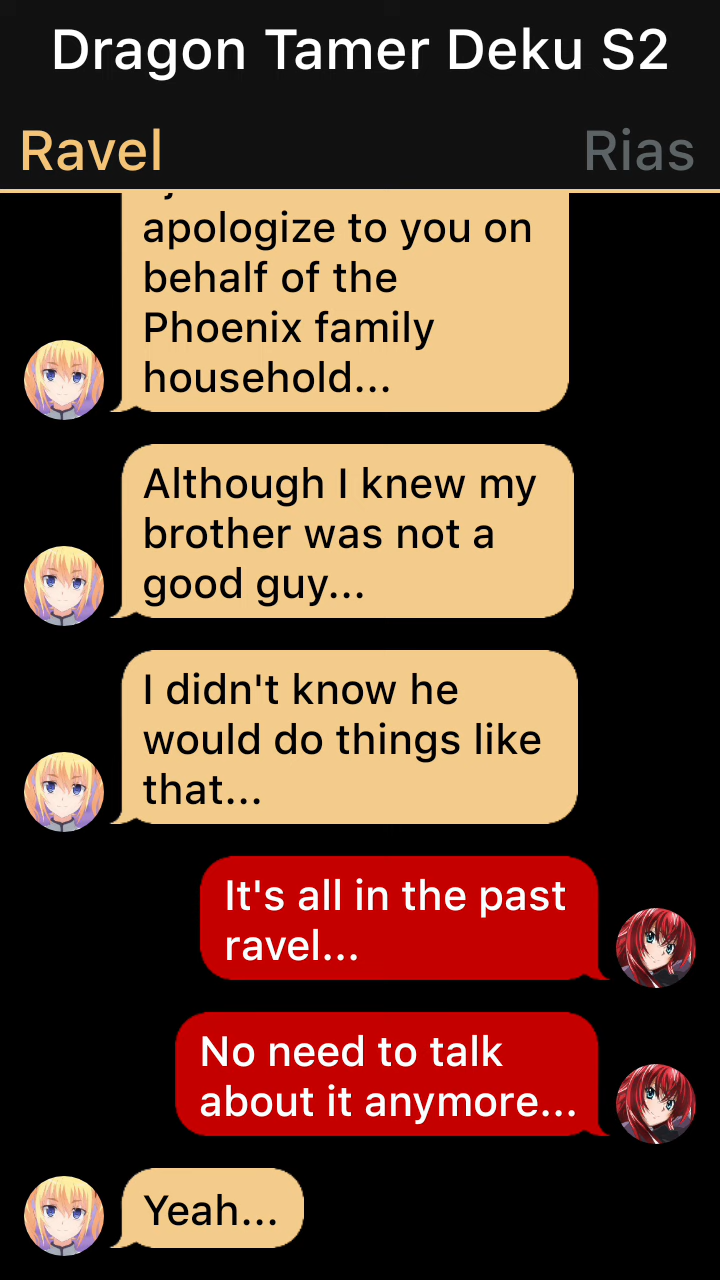 Dragon Tamer Deku S2
Ravel
Rias
apologize to you on
behalf of the
Phoenix family
household...
Although I knew my
brother was not a
good guy...
I didn't know he
would do things like
that...
It's all in the past
ravel...
No need to talk
about it anymore...
Yeah...